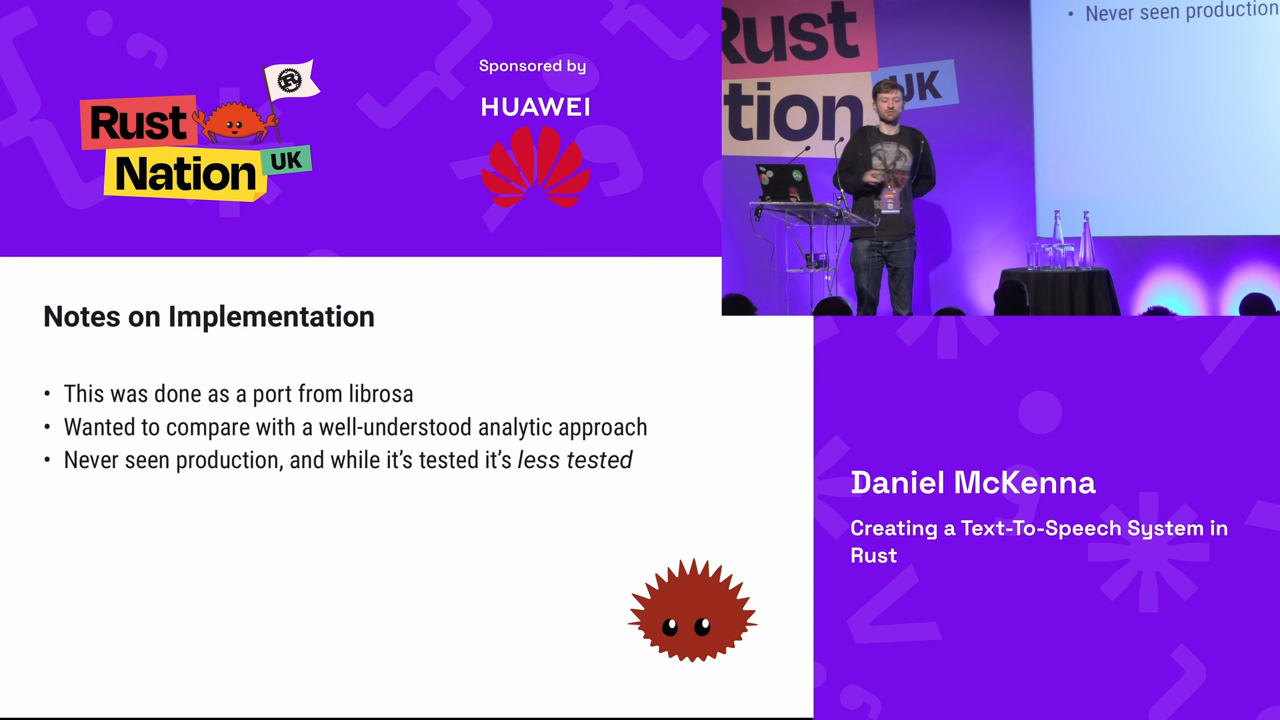 Rust
Nation
UK
Sponsored by
HUAWEI
Rust
tion
UK
• Never seen production
Notes on Implementation
• This was done as a port from librosa
• Wanted to compare with a well-understood analytic approach
• Never seen production, and while it’s tested it’s less tested
Daniel McKenna
Creating a Text-To-Speech System in
Rust